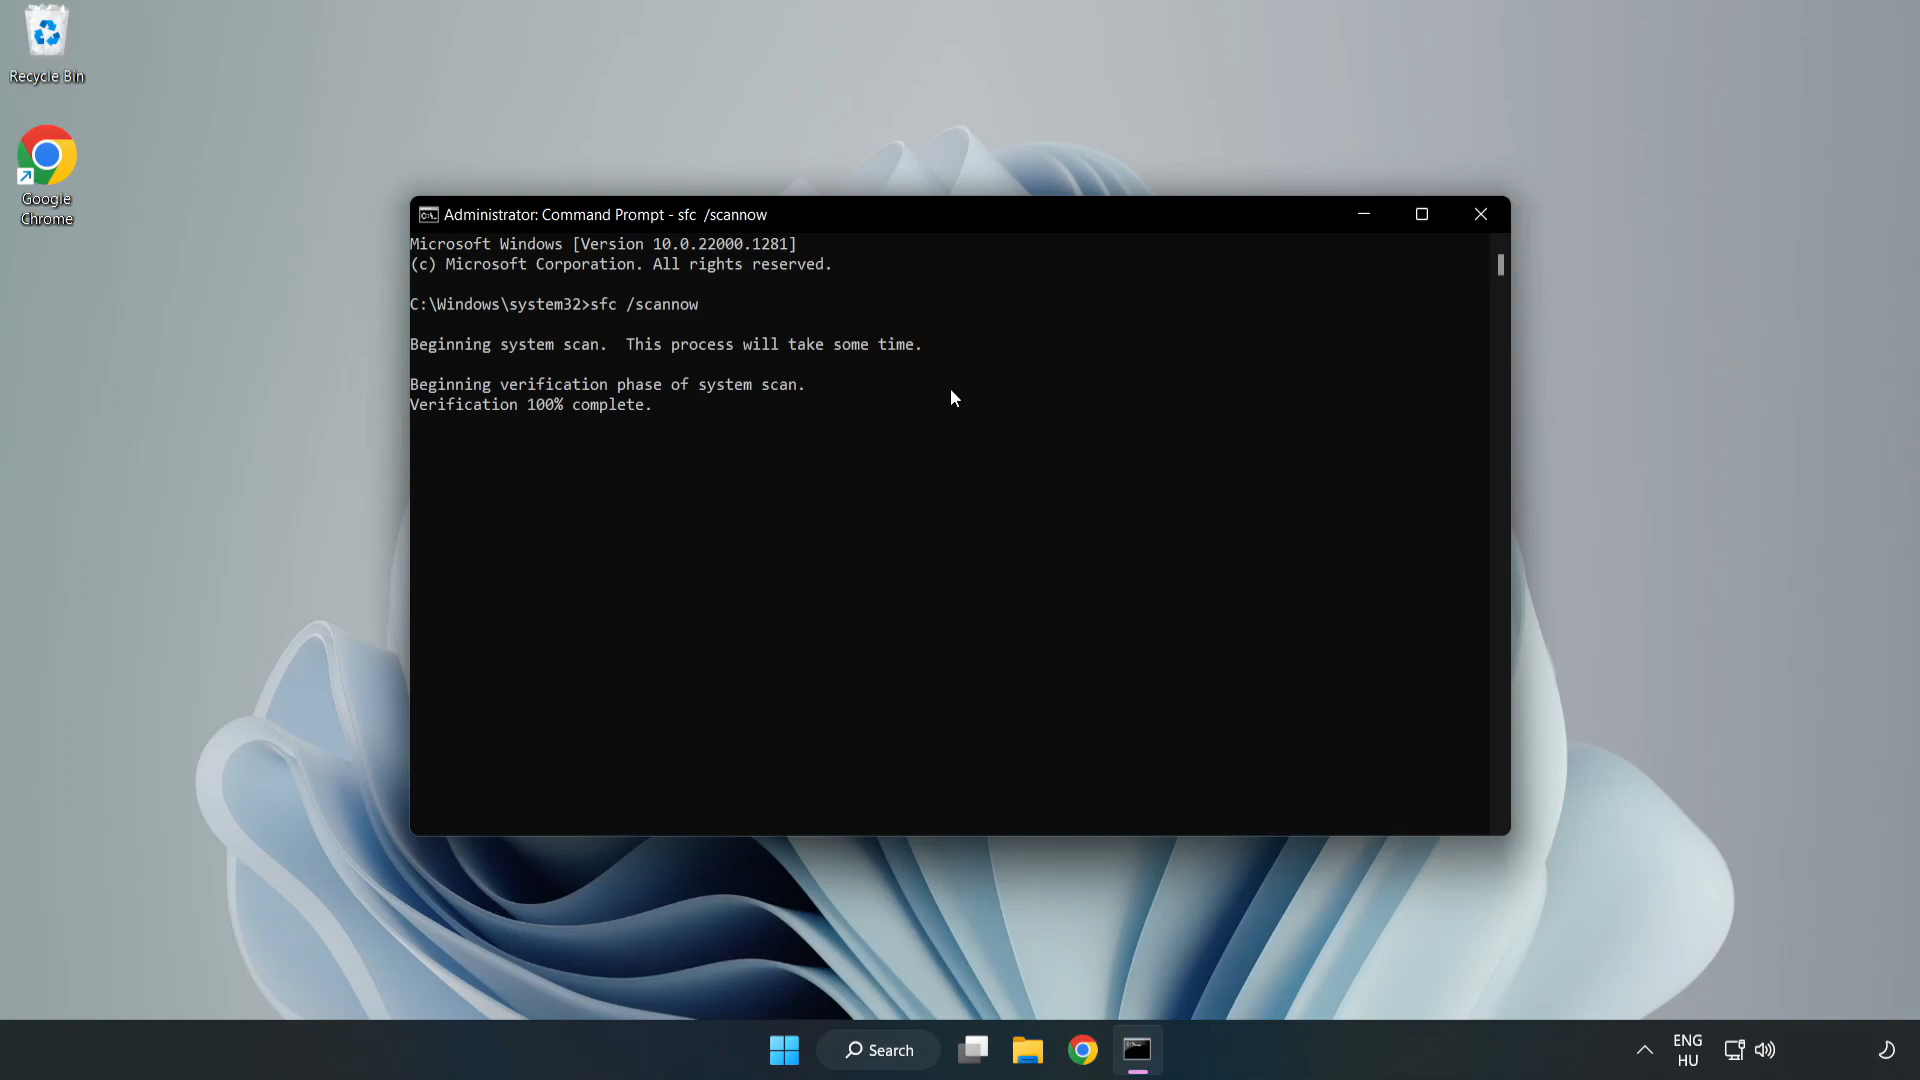 Recycle Bin
Google
Chrome
Administrator: Command Prompt - sfc  /scannow
Microsoft Windows [Version 10.0.22000.1281]
(c) Microsoft Corporation. All rights reserved.
C:\Windows\system32>sfc /scannow
Beginning system scan.  This process will take some time.
Beginning verification phase of system scan.
Verification 100% complete.
Search
ENG
HU